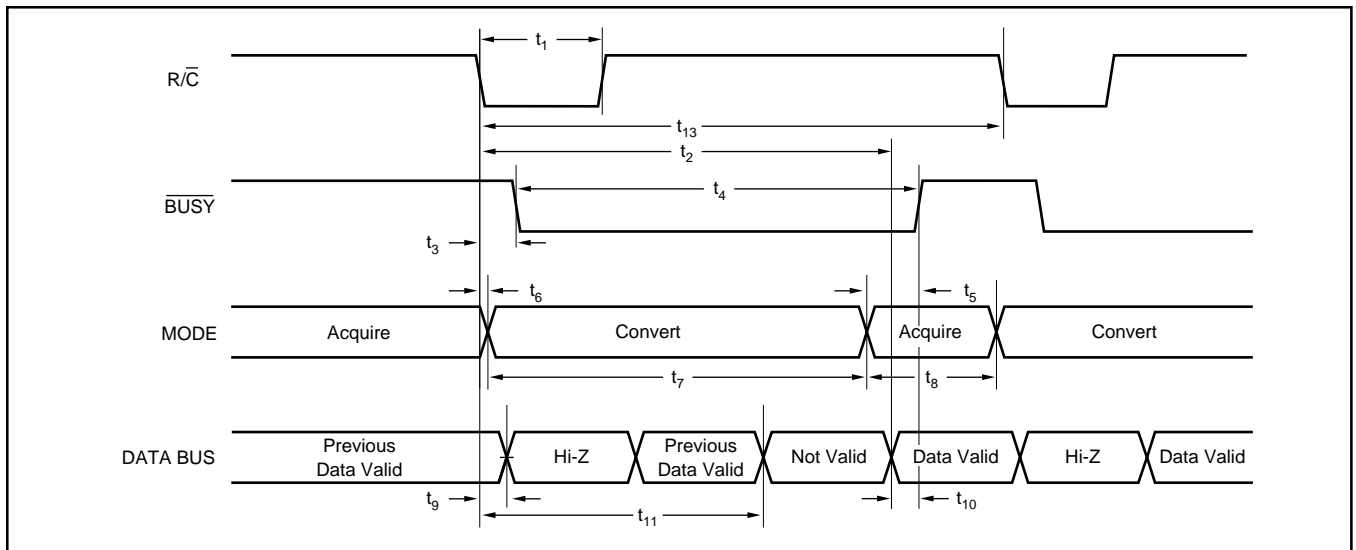 t₁
R/C̅
t₁₃
t₂
t₄
B̅U̅S̅Y̅
t₃
t₆
t₅
MODE
Acquire
Convert
Acquire
Convert
t₇
t₈
DATA BUS
Previous
Data Valid
Hi-Z
Previous
Data Valid
Not Valid
Data Valid
Hi-Z
Data Valid
t₉
t₁₀
t₁₁